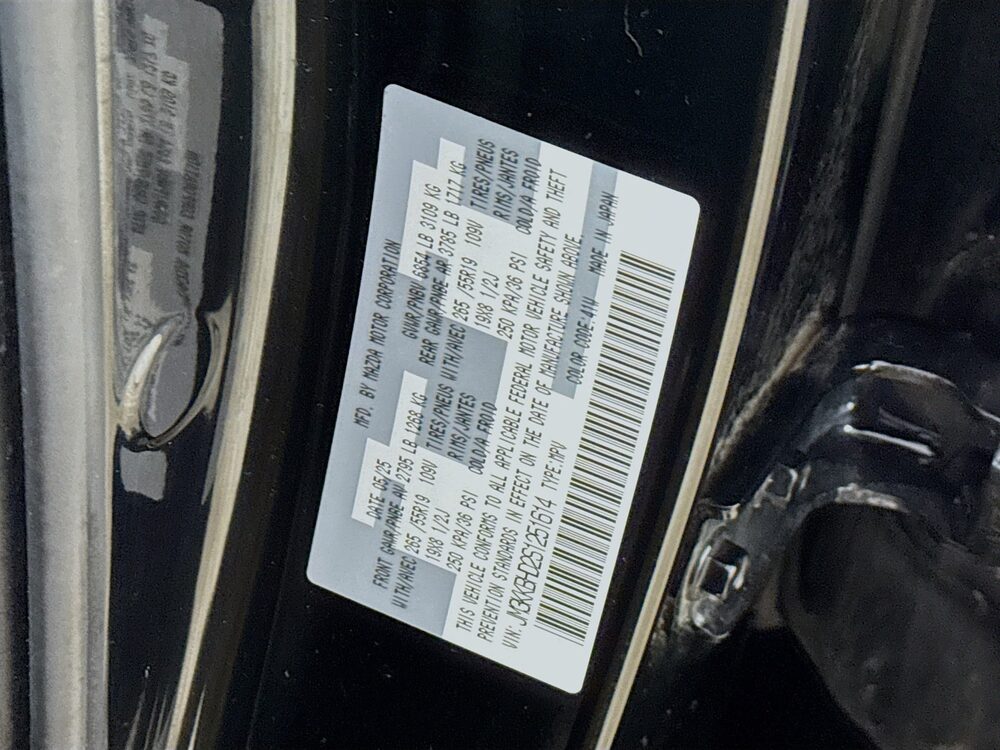 MFD. BY MAZDA MOTOR CORPORATION
DATE 05/25 GVWR/PNBV 6854 LB 3109 KG
FRONT GAWR/PNBE AV 2795 LB 1268 KG REAR GAWR/PNBE AR 3785 LB 1717 KG
WITH/AVEC 265 /55R19 109V TIRES/PNEUS WITH/AVEC 265 /55R19 109V TIRES/PNEUS
19X8 1/2J RIMS/JANTES 19X8 1/2J RIMS/JANTES
250 KPA/36 PSI COLD/A FROID 250 KPA/36 PSI COLD/A FROID
THIS VEHICLE CONFORMS TO ALL APPLICABLE FEDERAL MOTOR VEHICLE SAFETY AND THEFT
PREVENTION STANDARDS IN EFFECT ON THE DATE OF MANUFACTURE SHOWN ABOVE.
VIN: JM3KKBHD2S1251614 TYPE:MPV COLOR CODE:41W MADE IN JAPAN